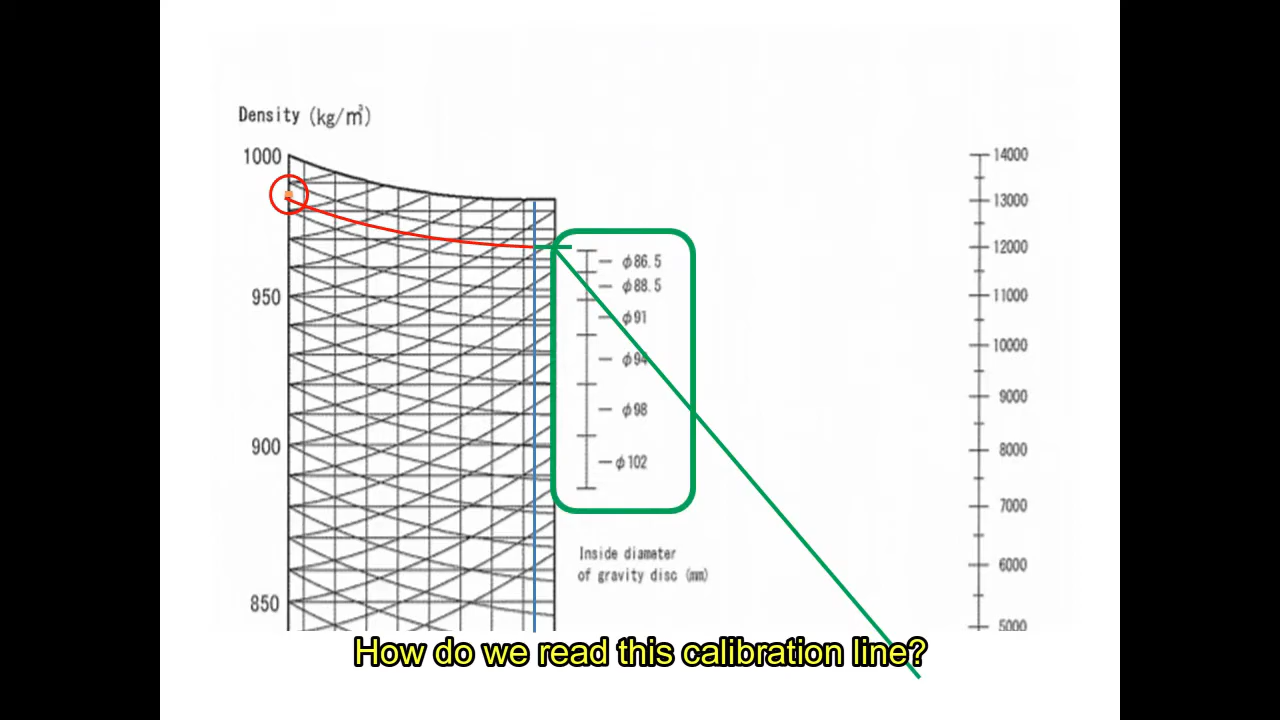 Density (kg/m³)
1000
950
900
850
φ86.5
φ88.5
φ91
φ94
φ98
φ102
Inside diameter
of gravity disc (mm)
14000
13000
12000
11000
10000
9000
8000
7000
6000
5000
How do we read this calibration line?